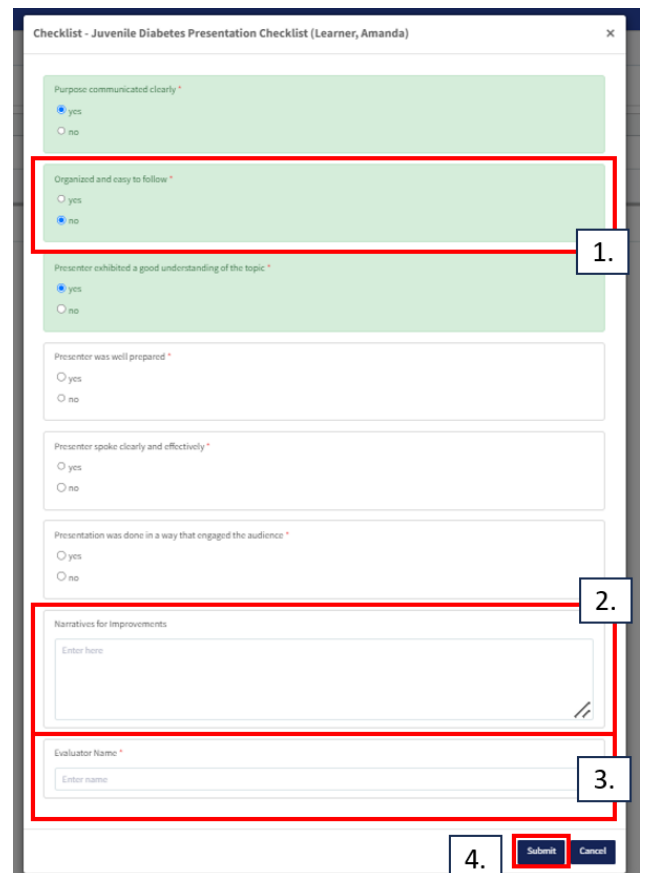 Checklist - Juvenile Diabetes Presentation Checklist (Learner, Amanda) ×
Purpose communicated clearly *
yes
no
Organized and easy to follow *
yes
no
1.
Presenter exhibited a good understanding of the topic *
yes
no
Presenter was well prepared *
yes
no
Presenter spoke clearly and effectively *
yes
no
Presentation was done in a way that engaged the audience *
yes
no
2.
Narratives for Improvements
Enter here
Evaluator Name *
Enter name
3.
4.
Submit Cancel